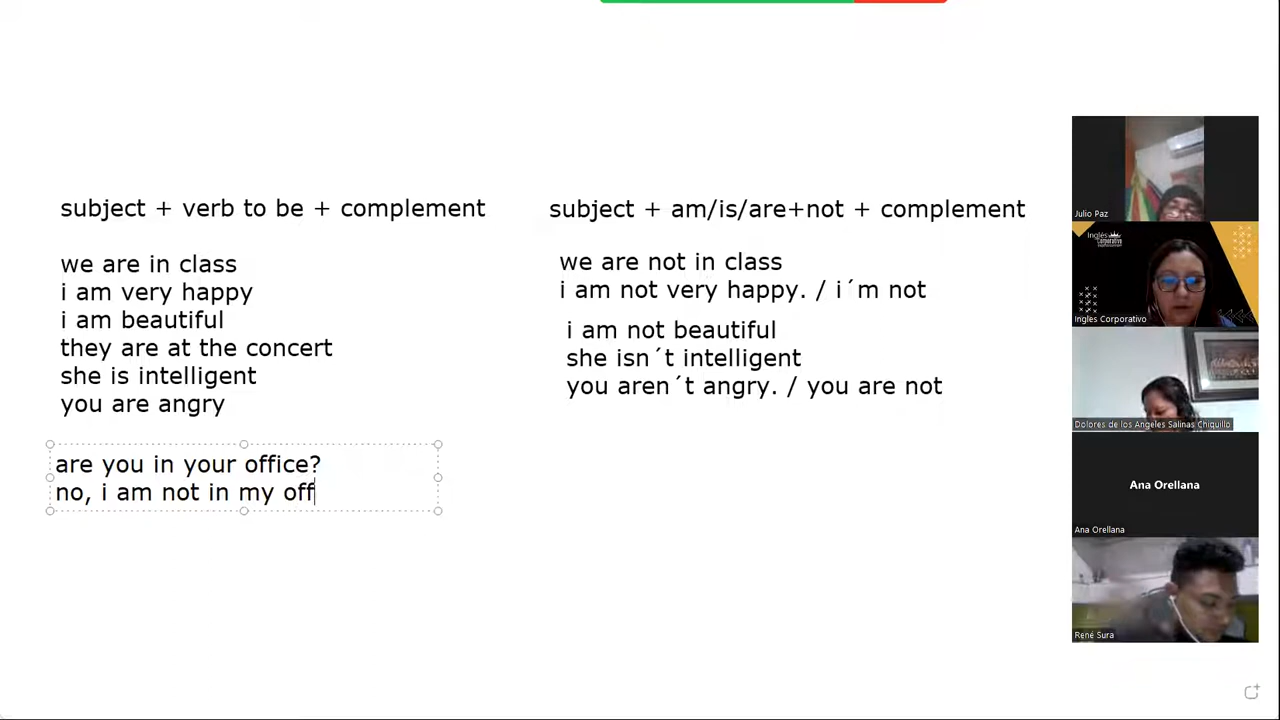 subject + verb to be + complement
we are in class
i am very happy
i am beautiful
they are at the concert
she is intelligent
you are angry
are you in your office?
no, i am not in my off
subject + am/is/are+not + complement
we are not in class
i am not very happy. / i´m not
i am not beautiful
she isn´t intelligent
you aren´t angry. / you are not
Julio Paz
Inglés
Corporativo
Ingles Corporativo
Dolores de los Angeles Salinas Chiquillo
Ana Orellana
Ana Orellana
René Sura